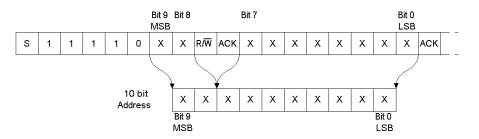 Bit 9 Bit 8 Bit 7 Bit 0
MSB LSB
S 1 1 1 1 0 X X R/W̅ ACK X X X X X X X X ACK
10 bit
Address
X X X X X X X X X X
Bit 9 Bit 0
MSB LSB